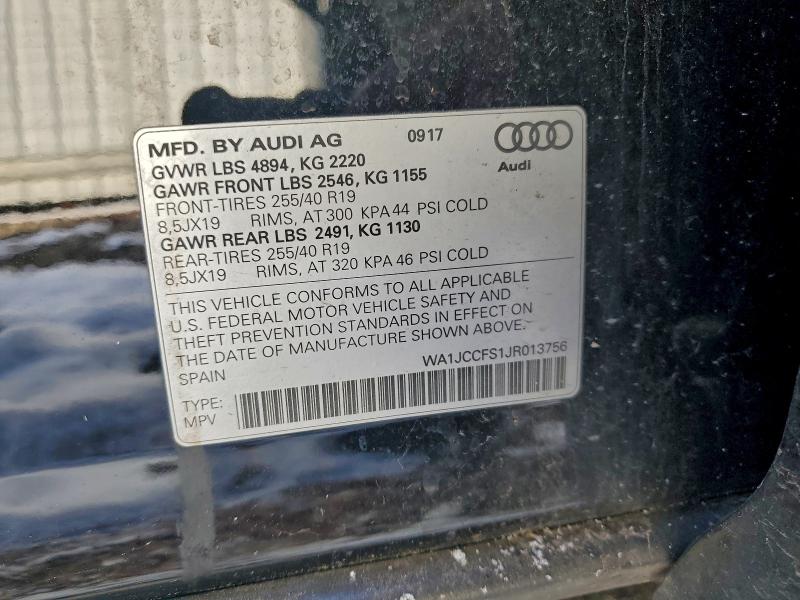 MFD. BY AUDI AG 0917
Audi
GVWR LBS 4894, KG 2220
GAWR FRONT LBS 2546, KG 1155
FRONT-TIRES 255/40 R19
8,5JX19 RIMS, AT 300 KPA 44 PSI COLD
GAWR REAR LBS 2491, KG 1130
REAR-TIRES 255/40 R19
8,5JX19 RIMS, AT 320 KPA 46 PSI COLD
THIS VEHICLE CONFORMS TO ALL APPLICABLE
U.S. FEDERAL MOTOR VEHICLE SAFETY AND
THEFT PREVENTION STANDARDS IN EFFECT ON
THE DATE OF MANUFACTURE SHOWN ABOVE.
SPAIN WA1JCCFS1JR013756
TYPE:
MPV